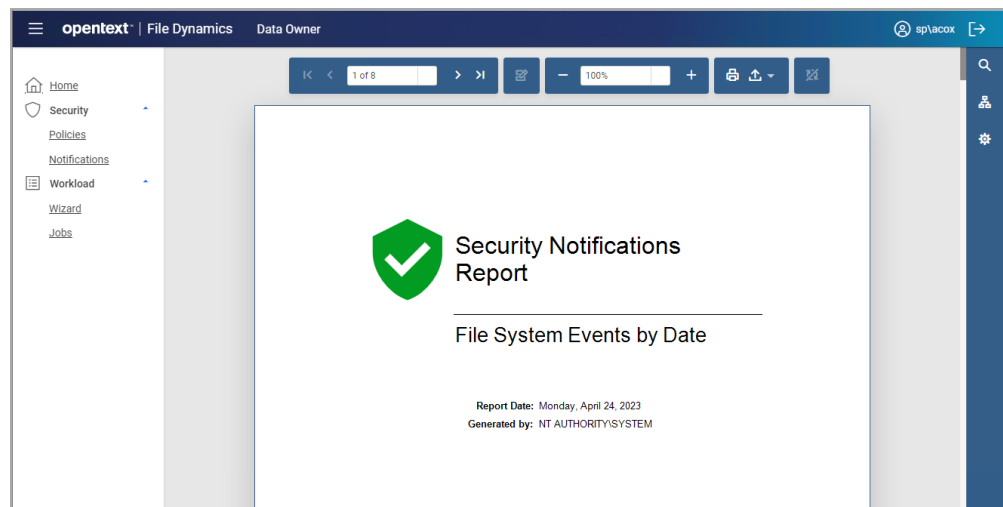 opentext™ | File Dynamics Data Owner sp\acox
1 of 8 100%
Home
Security
Policies
Notifications
Workload
Wizard
Jobs
Security Notifications
Report
File System Events by Date
Report Date: Monday, April 24, 2023
Generated by: NT AUTHORITY\SYSTEM